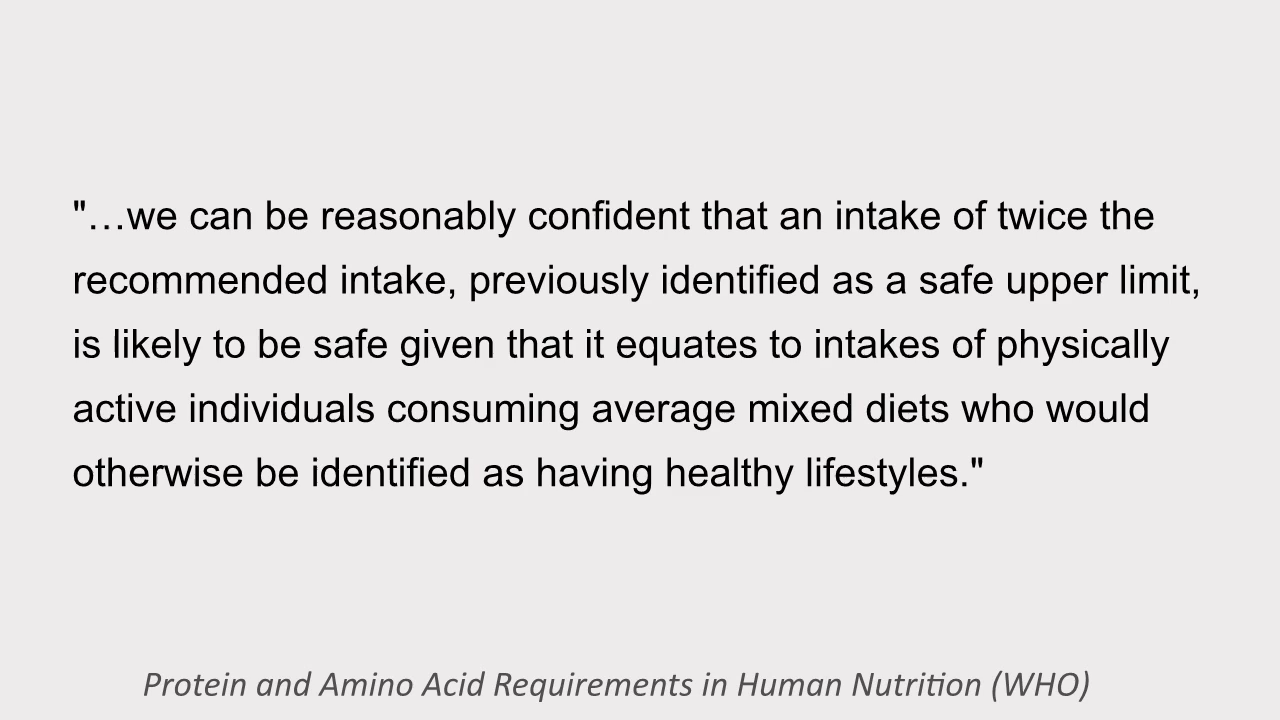 "…we can be reasonably confident that an intake of twice the
recommended intake, previously identified as a safe upper limit,
is likely to be safe given that it equates to intakes of physically
active individuals consuming average mixed diets who would
otherwise be identified as having healthy lifestyles."
Protein and Amino Acid Requirements in Human Nutrition (WHO)